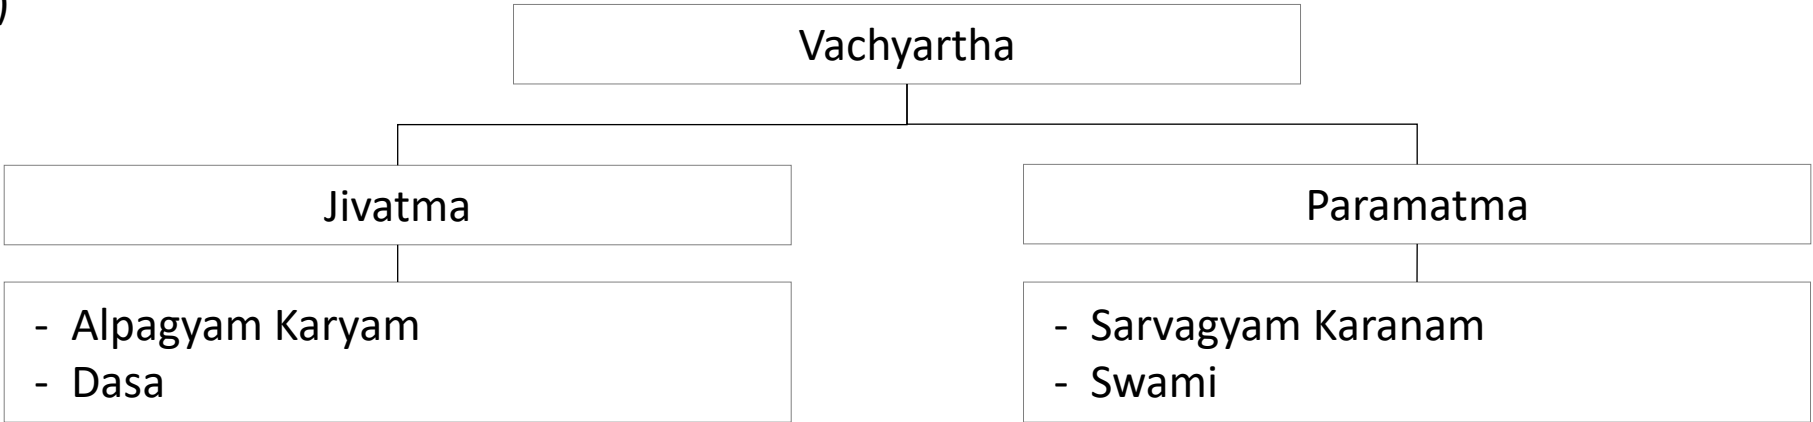 )
Vachyartha
Jivatma
Paramatma
- Alpagyam Karyam
- Dasa
- Sarvagyam Karanam
- Swami